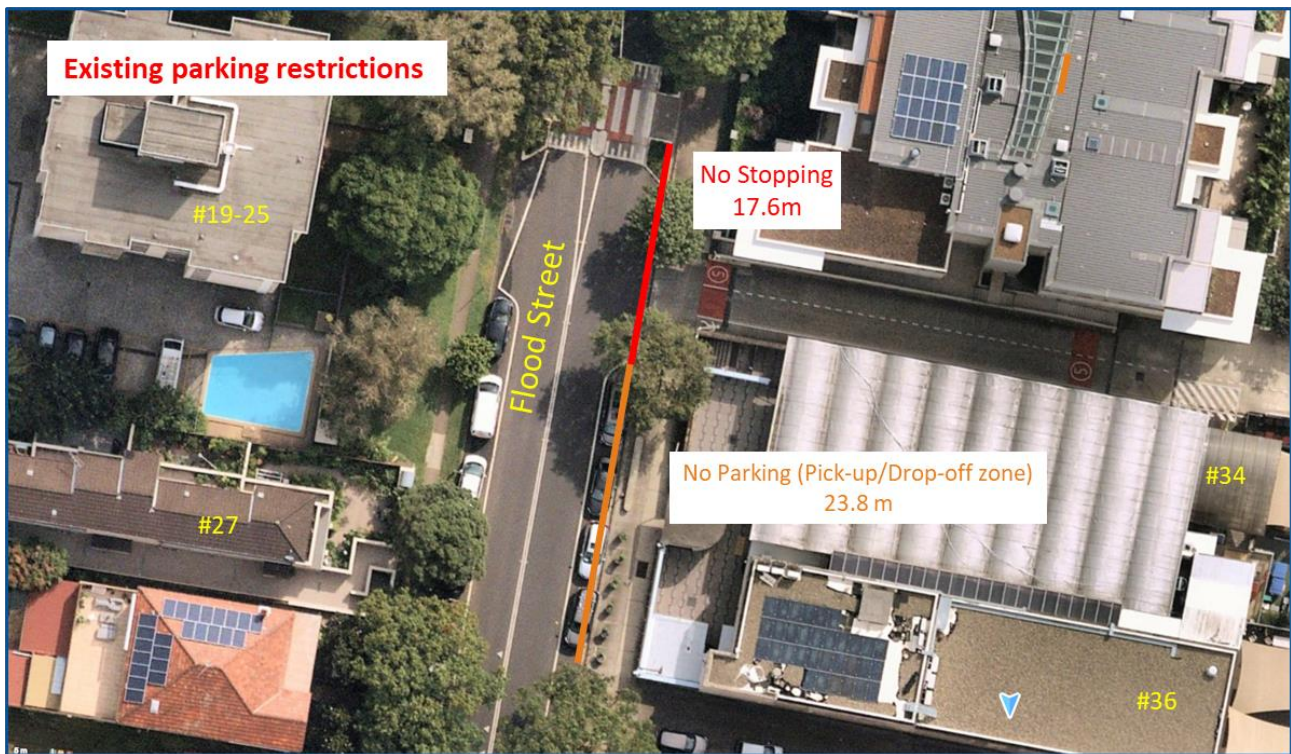 Existing parking restrictions
No Stopping
17.6m
#19-25
Flood Street
No Parking (Pick-up/Drop-off zone)
23.8 m
#34
#27
#36
5 m